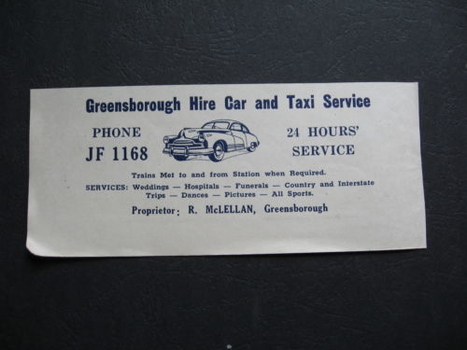 Greensborough Hire Car and Taxi Service
PHONE
JF 1168
24 HOURS'
SERVICE
Trains Met to and from Station when Required.
SERVICES: Weddings — Hospitals — Funerals — Country and Interstate
Trips — Dances — Pictures — All Sports.
Proprietor: R. McLELLAN, Greensborough